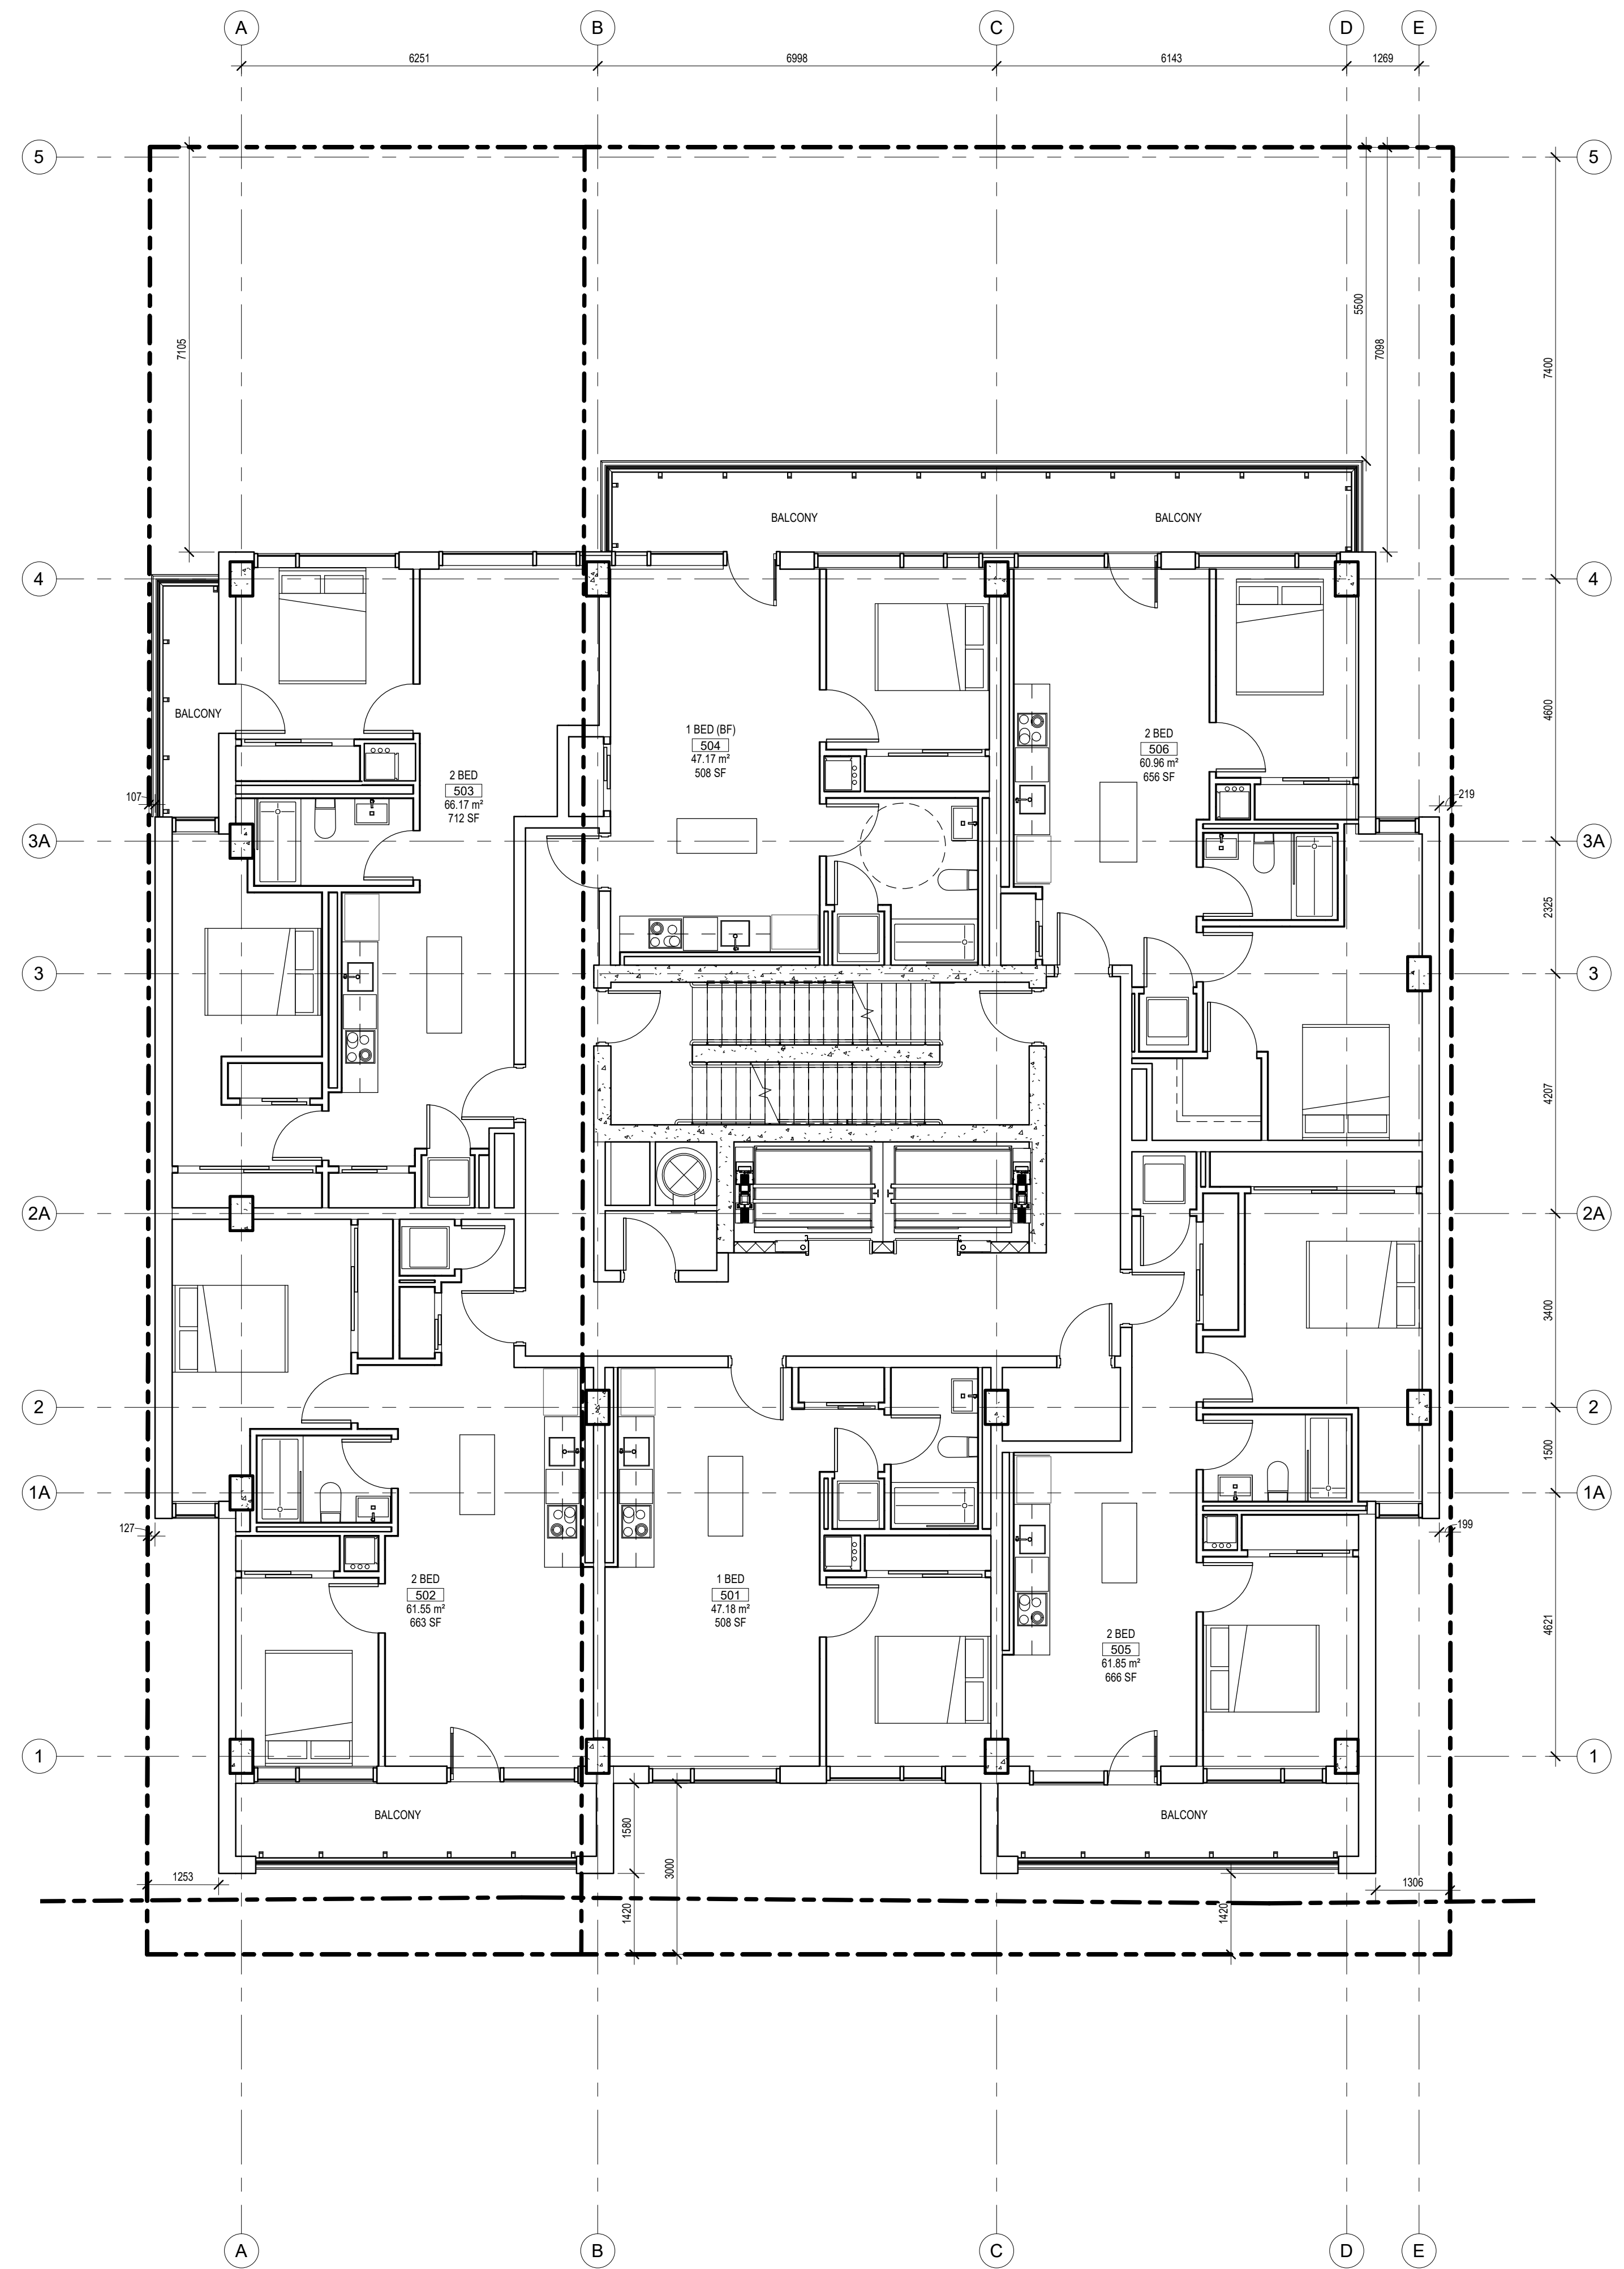 A B C D E
6251 6998 6143 1269
5 5
7105
5500
7098
7400
BALCONY BALCONY
4 4
BALCONY
4600
1 BED (BF)
504
47.17 m²
508 SF
2 BED
506
60.96 m²
656 SF
2 BED
503
66.17 m²
712 SF
107 219
3A 3A
2325
3 3
4207
2A 2A
3400
2 2
1500
1A 1A
127 199
2 BED
502
61.55 m²
663 SF
1 BED
501
47.18 m²
508 SF
2 BED
505
61.85 m²
666 SF
4621
1 1
BALCONY BALCONY
1580
3000
1253 1306
1420 1420
A B C D E